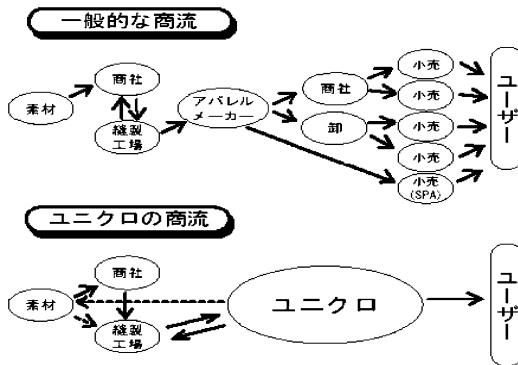 一般的な商流
素材
商社
縫製
工場
アパレル
メーカー
商社
卸
小売
小売
小売
小売
小売
(SPA)
ユーザー
ユニクロの商流
素材
商社
縫製
工場
ユニクロ
ユーザー